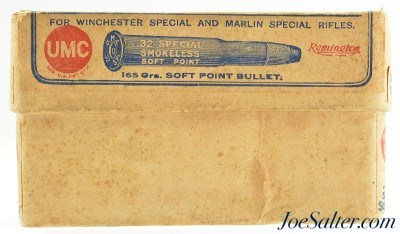 FOR WINCHESTER SPECIAL AND MARLIN SPECIAL RIFLES.
UMC
.32 SPECIAL
SMOKELESS
SOFT POINT
Remington
165 Grs. SOFT POINT BULLET.
JoeSalter.com